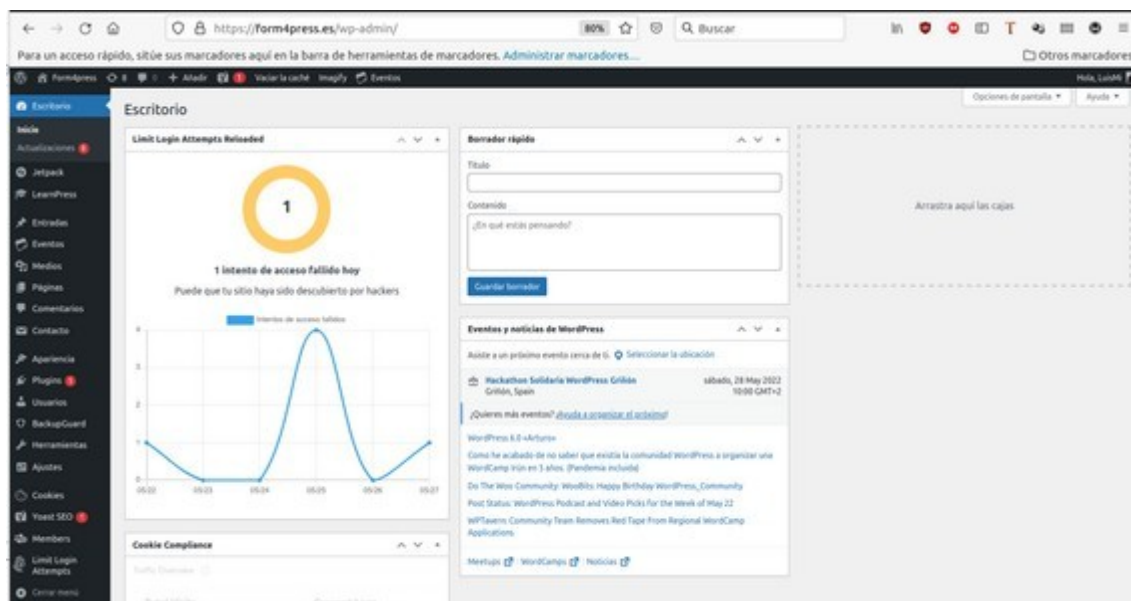 https://form4press.es/wp-admin/
80%
Buscar
Para un acceso rápido, sitúe sus marcadores aquí en la barra de herramientas de marcadores. Administrar marcadores...
Otros marcadores
Form4press
Añadir
Vaciar la caché
Imagify
Eventos
Hola, LuisMi
Opciones de pantalla
Ayuda
Escritorio
Inicio
Actualizaciones
Jetpack
LearnPress
Entradas
Eventos
Medios
Páginas
Comentarios
Contacto
Apariencia
Plugins
Usuarios
BackupGuard
Herramientas
Ajustes
Cookies
Yoast SEO
Members
Limit Login
Attempts
Cerrar menú
Escritorio
Limit Login Attempts Reloaded
1
1 intento de acceso fallido hoy
Puede que tu sitio haya sido descubierto por hackers
Intentos de acceso fallidos
4
3
2
1
0
05/22
05/23
05/24
05/25
05/26
05/27
Cookie Compliance
Borrador rápido
Título
Contenido
¿En qué estás pensando?
Guardar borrador
Eventos y noticias de WordPress
Asiste a un próximo evento cerca de ti. Seleccionar la ubicación
Hackathon Solidaria WordPress Griñón
Griñón, Spain
sábado, 28 May 2022
10:00 GMT+2
¿Quieres más eventos? ¡Ayuda a organizar el próximo!
WordPress 6.0 «Arturo»
Como he acabado de no saber que existía la comunidad WordPress a organizar una
WordCamp Irún en 3 años. (Pandemia incluida)
Do The Woo Community: WooBits: Happy Birthday WordPress_Community
Post Status: WordPress Podcast and Video Picks for the Week of May 22
WPTavern: Community Team Removes Red Tape From Regional WordCamp
Applications
Meetups
WordCamps
Noticias
Arrastra aquí las cajas